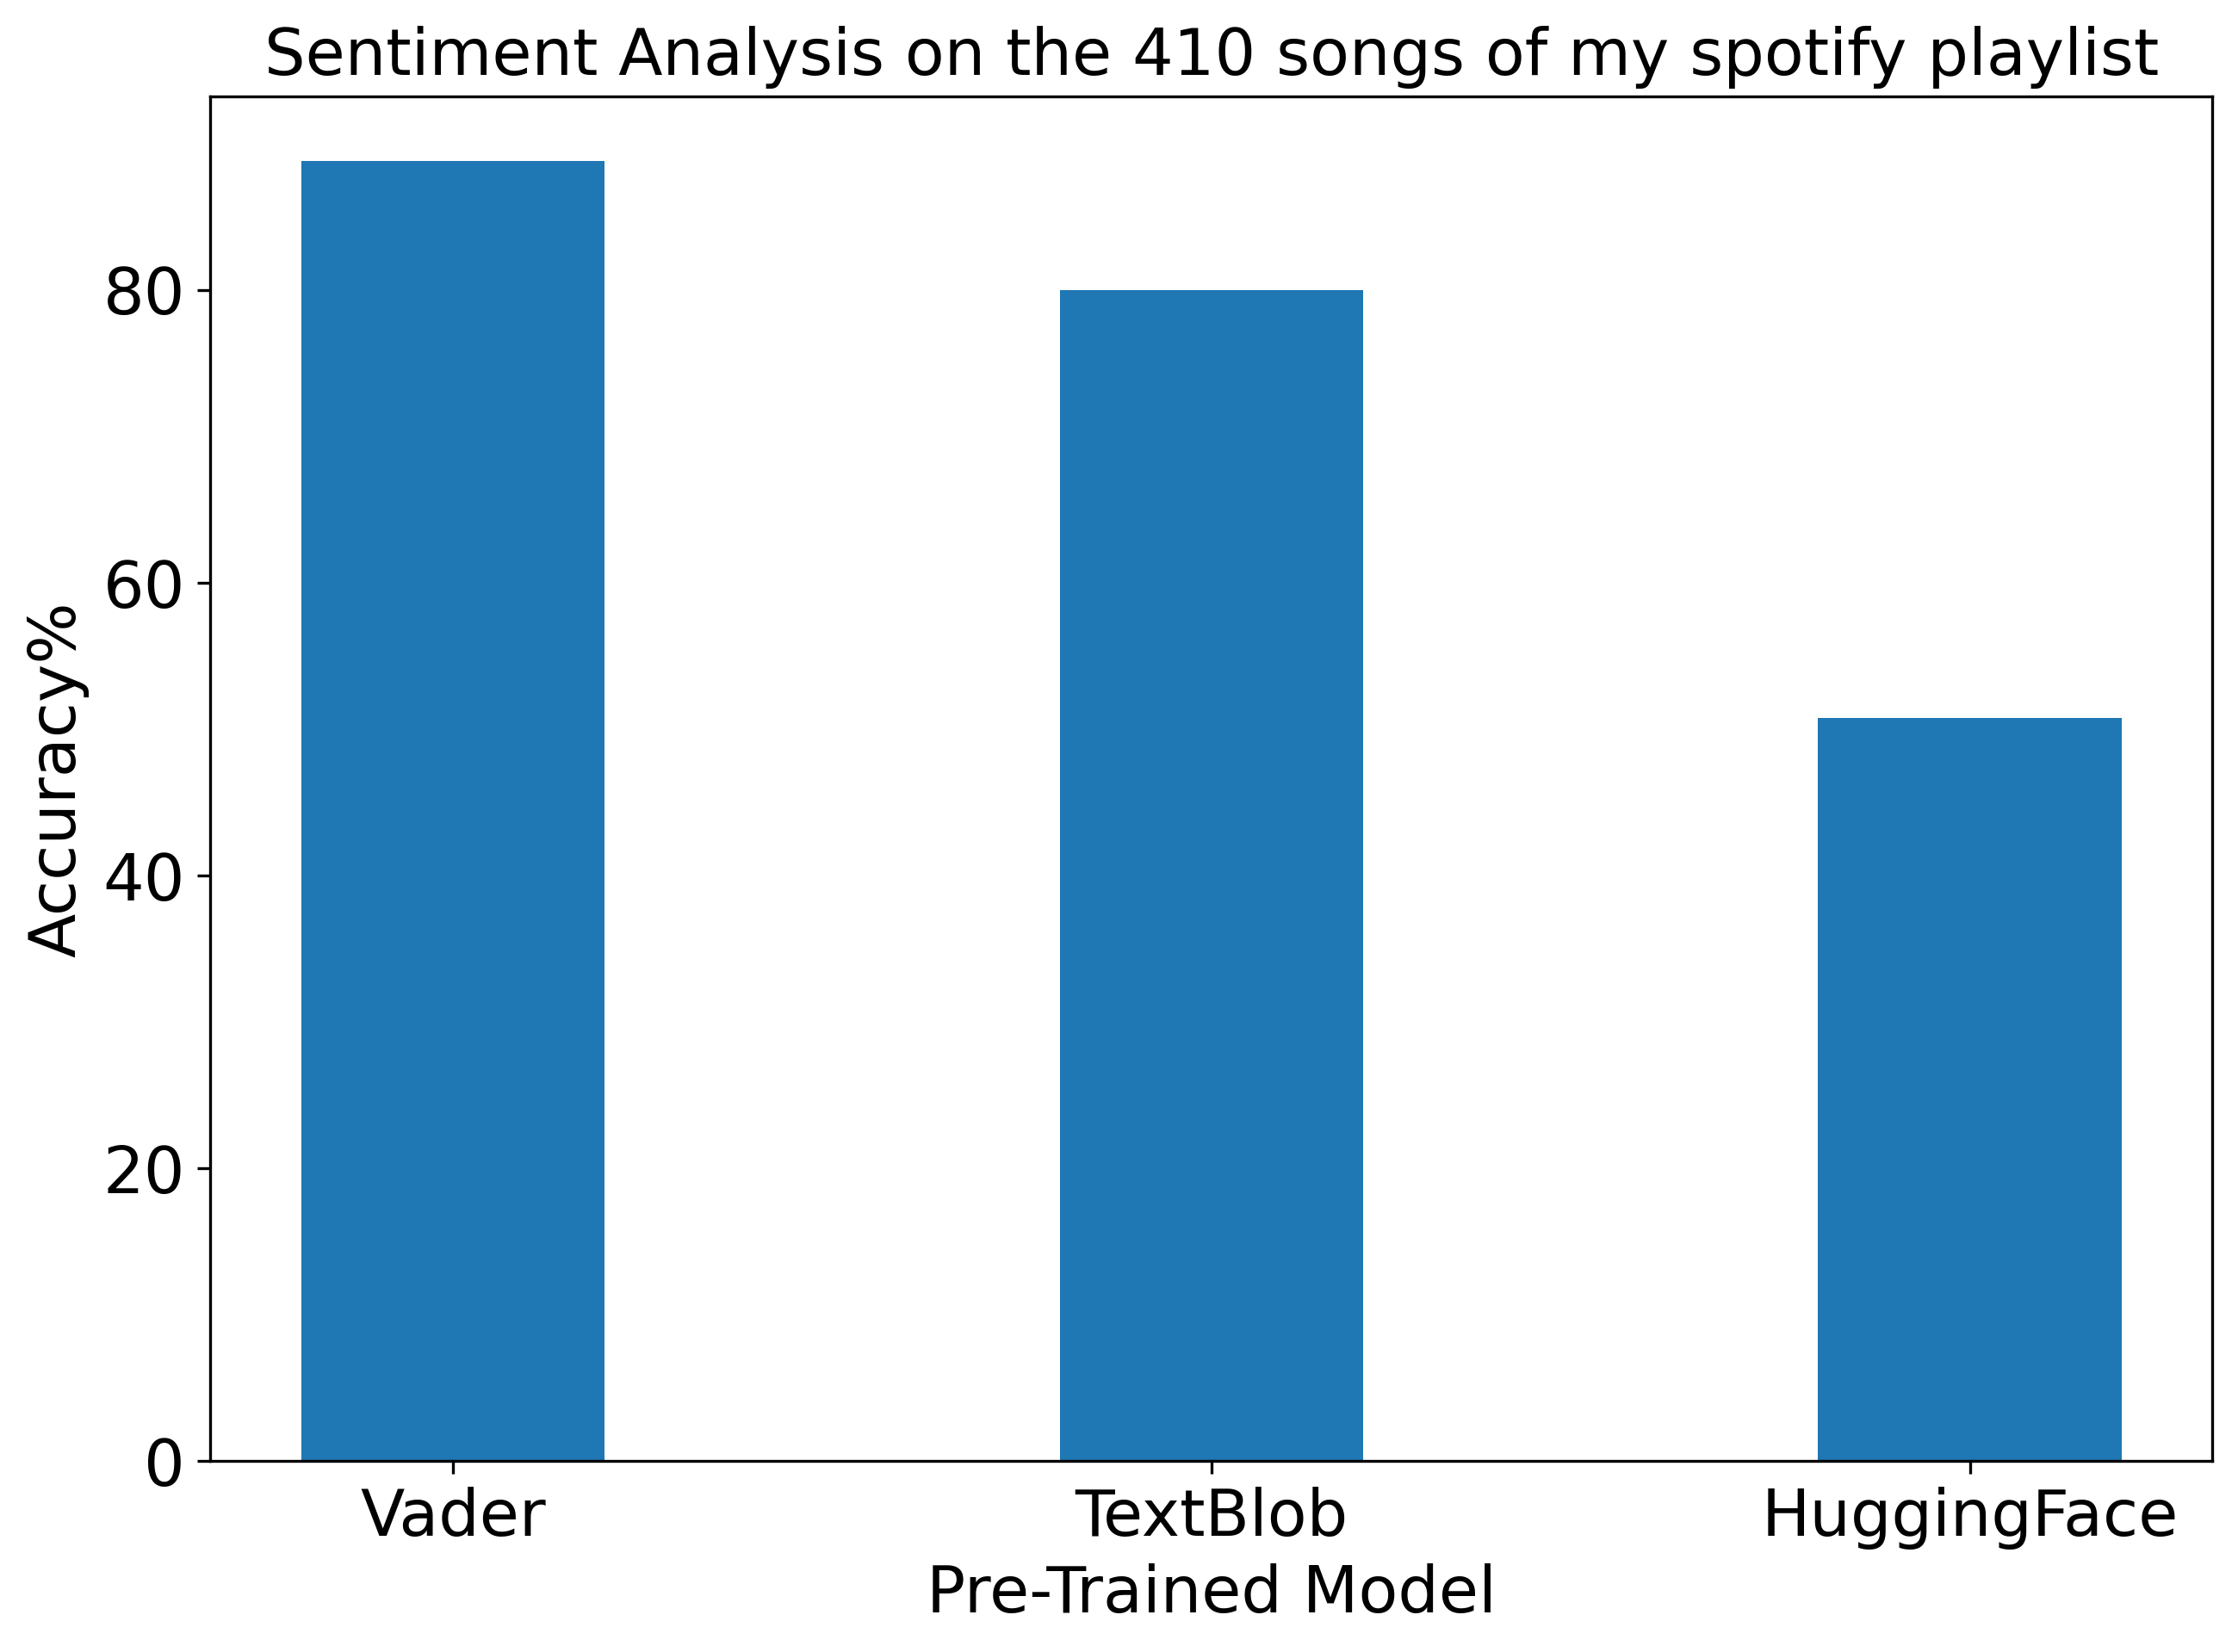 Sentiment Analysis on the 410 songs of my spotify playlist
Accuracy%
80
60
40
20
0
Vader TextBlob HuggingFace
Pre-Trained Model